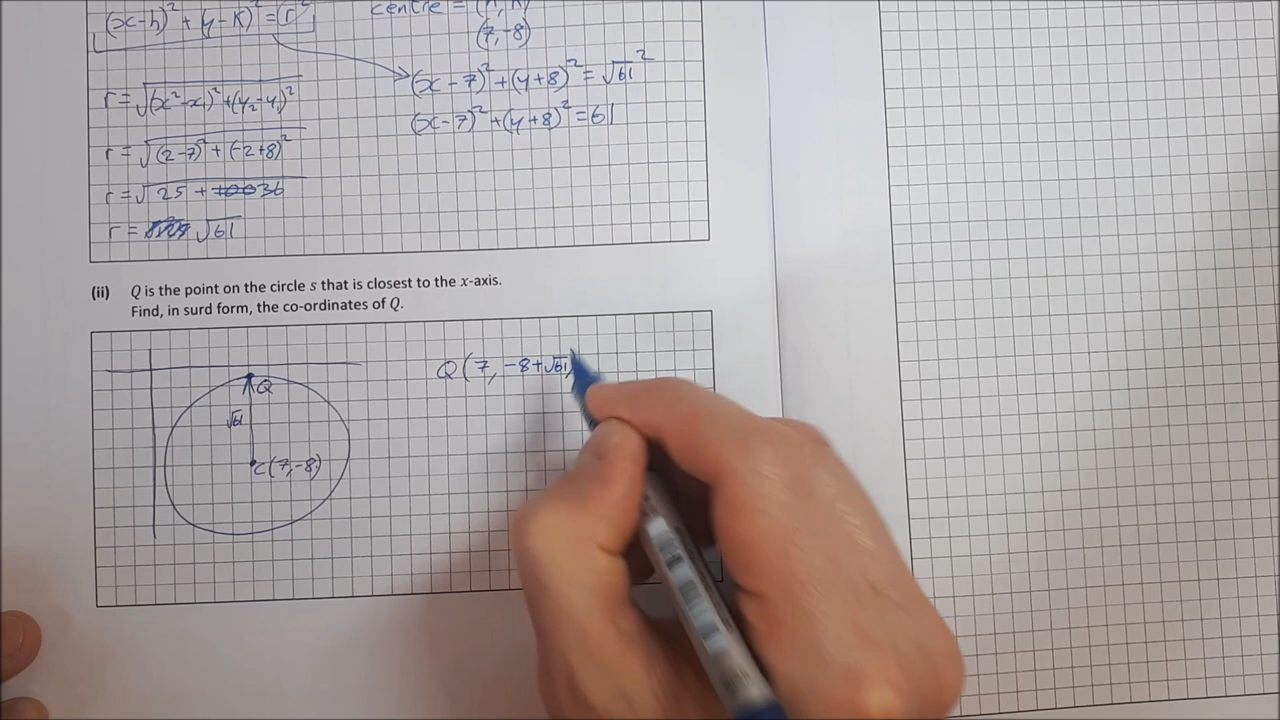 (x-h)² + (y-k)² = r²
centre = (h, k)
(7,-8)
(x-7)² + (y+8)² = √61²
(x-7)² + (y+8)² = 61
r = √(x²-x₁)² + (y₂-y₁)²
r = √(2-7)² + (-2+8)²
r = √25 + 100 36
r = √61
(ii) Q is the point on the circle s that is closest to the x-axis.
Find, in surd form, the co-ordinates of Q.
Q(7, -8+√61)
Q
√61
C(7,-8)